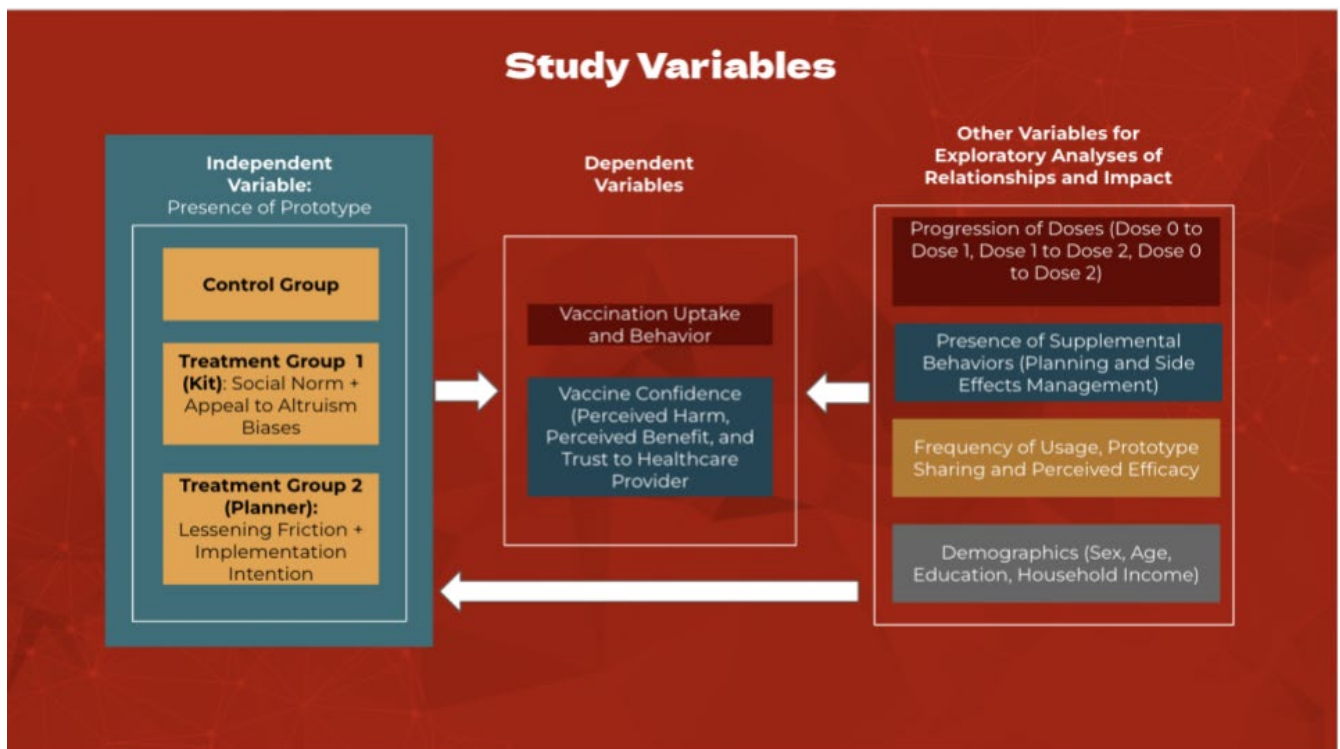 Study Variables
Independent
Variable:
Presence of Prototype
Control Group
Treatment Group 1
(Kit): Social Norm +
Appeal to Altruism
Biases
Treatment Group 2
(Planner):
Lessening Friction +
Implementation
Intention
Dependent
Variables
Vaccination Uptake
and Behavior
Vaccine Confidence
(Perceived Harm,
Perceived Benefit, and
Trust to Healthcare
Provider
Other Variables for
Exploratory Analyses of
Relationships and Impact
Progression of Doses (Dose 0 to
Dose 1, Dose 1 to Dose 2, Dose 0
to Dose 2)
Presence of Supplemental
Behaviors (Planning and Side
Effects Management)
Frequency of Usage, Prototype
Sharing and Perceived Efficacy
Demographics (Sex, Age,
Education, Household Income)